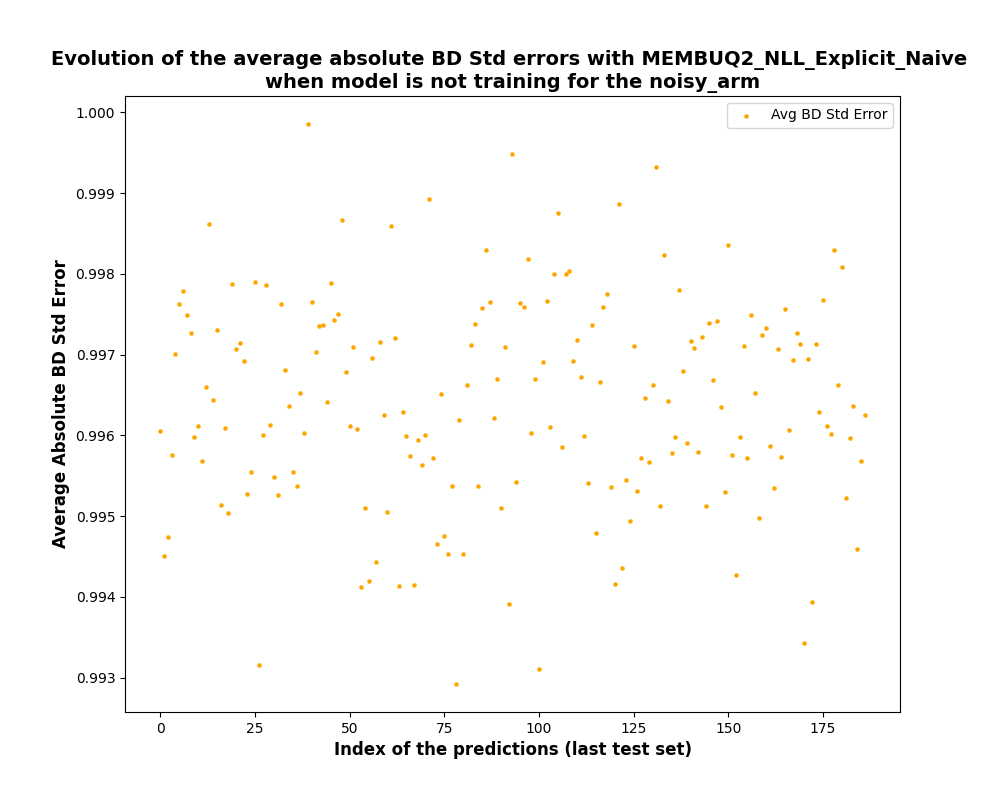 Evolution of the average absolute BD Std errors with MEMBUQ2_NLL_Explicit_Naive
when model is not training for the noisy_arm
Avg BD Std Error
1.000
0.999
0.998
0.997
0.996
0.995
0.994
0.993
Average Absolute BD Std Error
0 25 50 75 100 125 150 175
Index of the predictions (last test set)